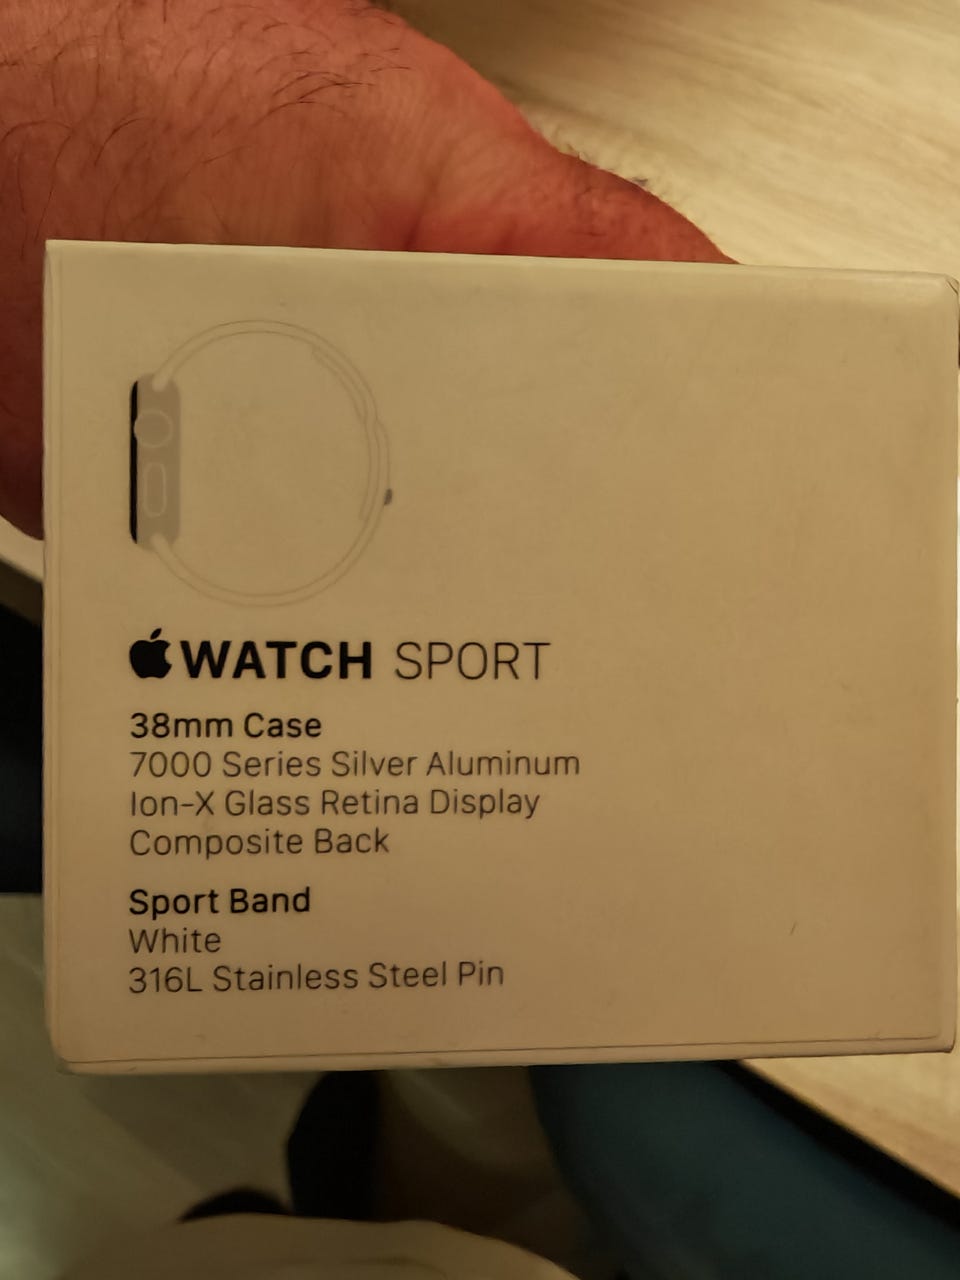 WATCH SPORT
38mm Case
7000 Series Silver Aluminum
Ion-X Glass Retina Display
Composite Back
Sport Band
White
316L Stainless Steel Pin